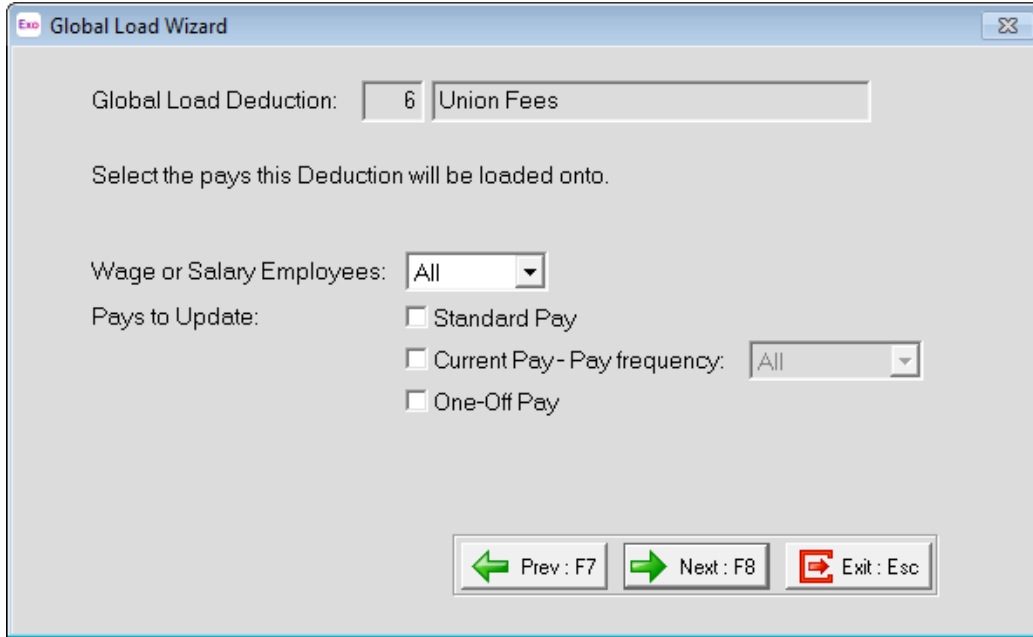 Exo Global Load Wizard
Global Load Deduction: 6 Union Fees
Select the pays this Deduction will be loaded onto.
Wage or Salary Employees: All
Pays to Update: Standard Pay
Current Pay - Pay frequency: All
One-Off Pay
Prev : F7 Next : F8 Exit : Esc